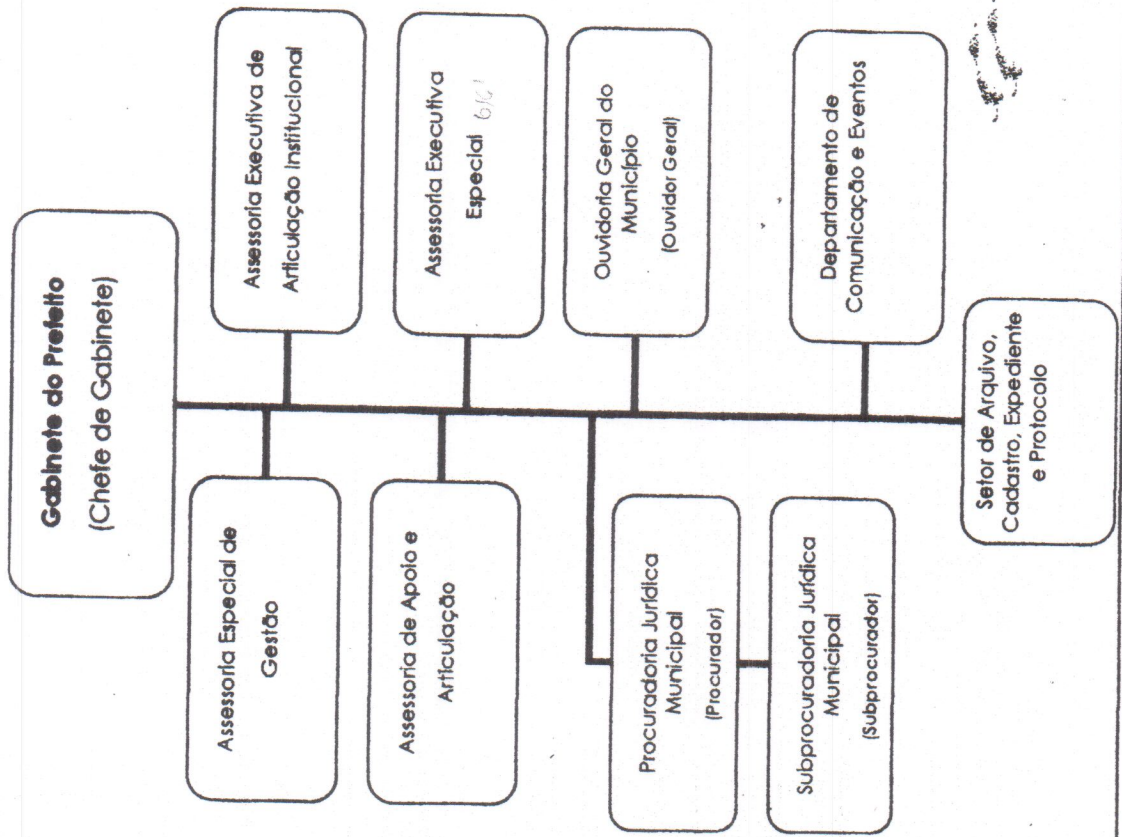 Gabinete do Prefeito
(Chefe de Gabinete)
Assessoria Especial de
Gestão
Assessoria Executiva de
Articulação Institucional
Assessoria de Apoio e
Articulação
Assessoria Executiva
Especial
Procuradoria Jurídica
Municipal
(Procurador)
Ouvidoria Geral do
Município
(Ouvidor Geral)
Subprocuradoria Jurídica
Municipal
(Subprocurador)
Departamento de
Comunicação e Eventos
Setor de Arquivo,
Cadastro, Expediente
e Protocolo